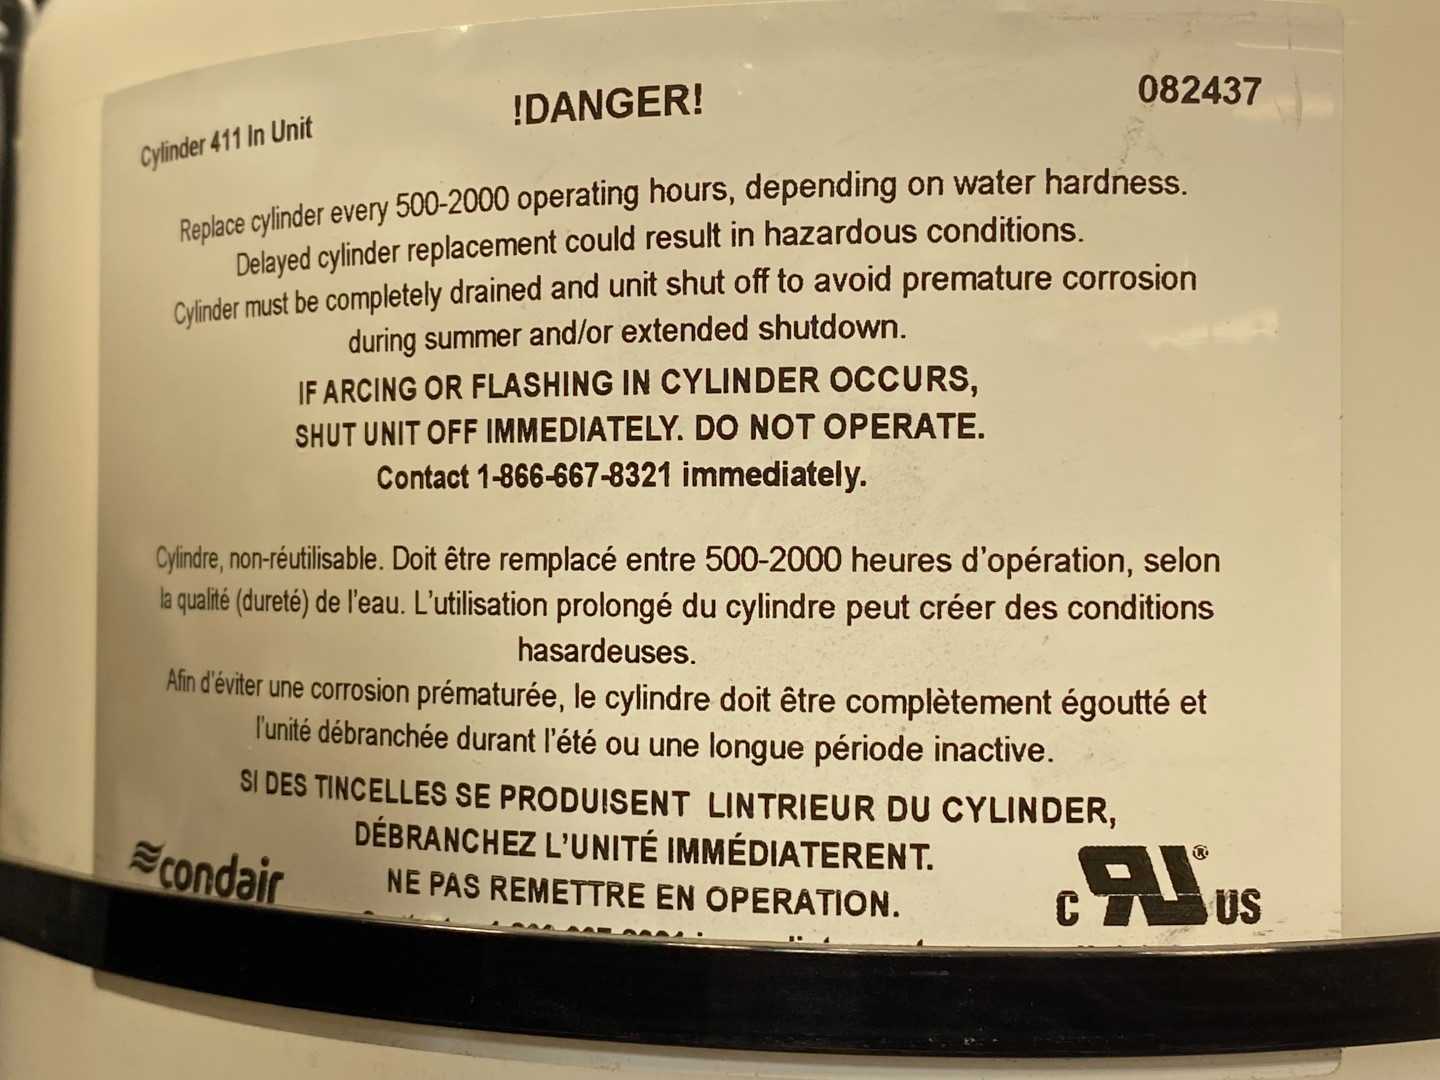 Cylinder 411 In Unit
!DANGER!
082437
Replace cylinder every 500-2000 operating hours, depending on water hardness.
Delayed cylinder replacement could result in hazardous conditions.
Cylinder must be completely drained and unit shut off to avoid premature corrosion
during summer and/or extended shutdown.
IF ARCING OR FLASHING IN CYLINDER OCCURS,
SHUT UNIT OFF IMMEDIATELY. DO NOT OPERATE.
Contact 1-866-667-8321 immediately.
Cylindre, non-réutilisable. Doit être remplacé entre 500-2000 heures d'opération, selon
la qualité (dureté) de l'eau. L'utilisation prolongé du cylindre peut créer des conditions
hasardeuses.
Afin d'éviter une corrosion prématurée, le cylindre doit être complètement égoutté et
l'unité débranchée durant l'été ou une longue période inactive.
SI DES TINCELLES SE PRODUISENT LINTRIEUR DU CYLINDER,
DÉBRANCHEZ L'UNITÉ IMMÉDIATERENT.
NE PAS REMETTRE EN OPERATION.
condair
C RU® US